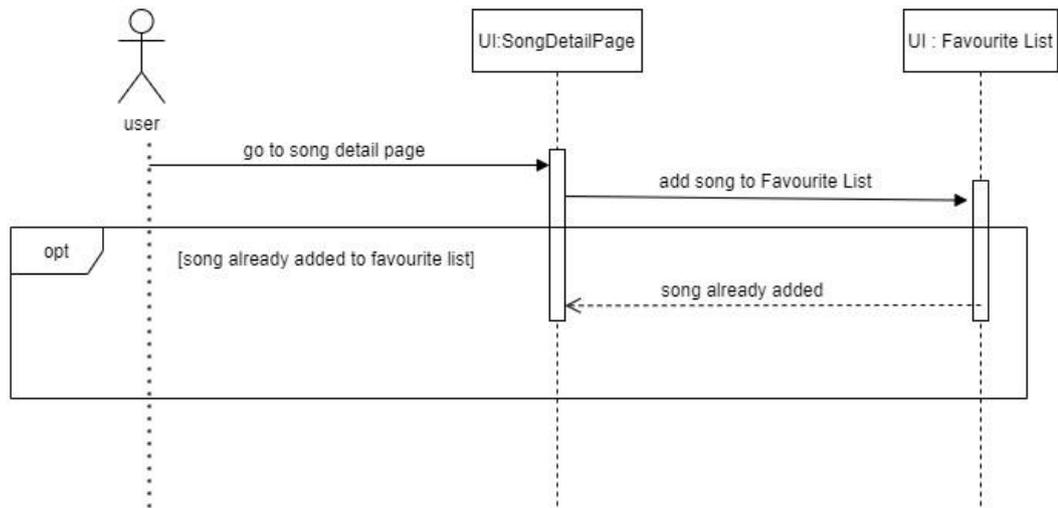 UI:SongDetailPage
UI : Favourite List
user
go to song detail page
add song to Favourite List
opt
[song already added to favourite list]
song already added